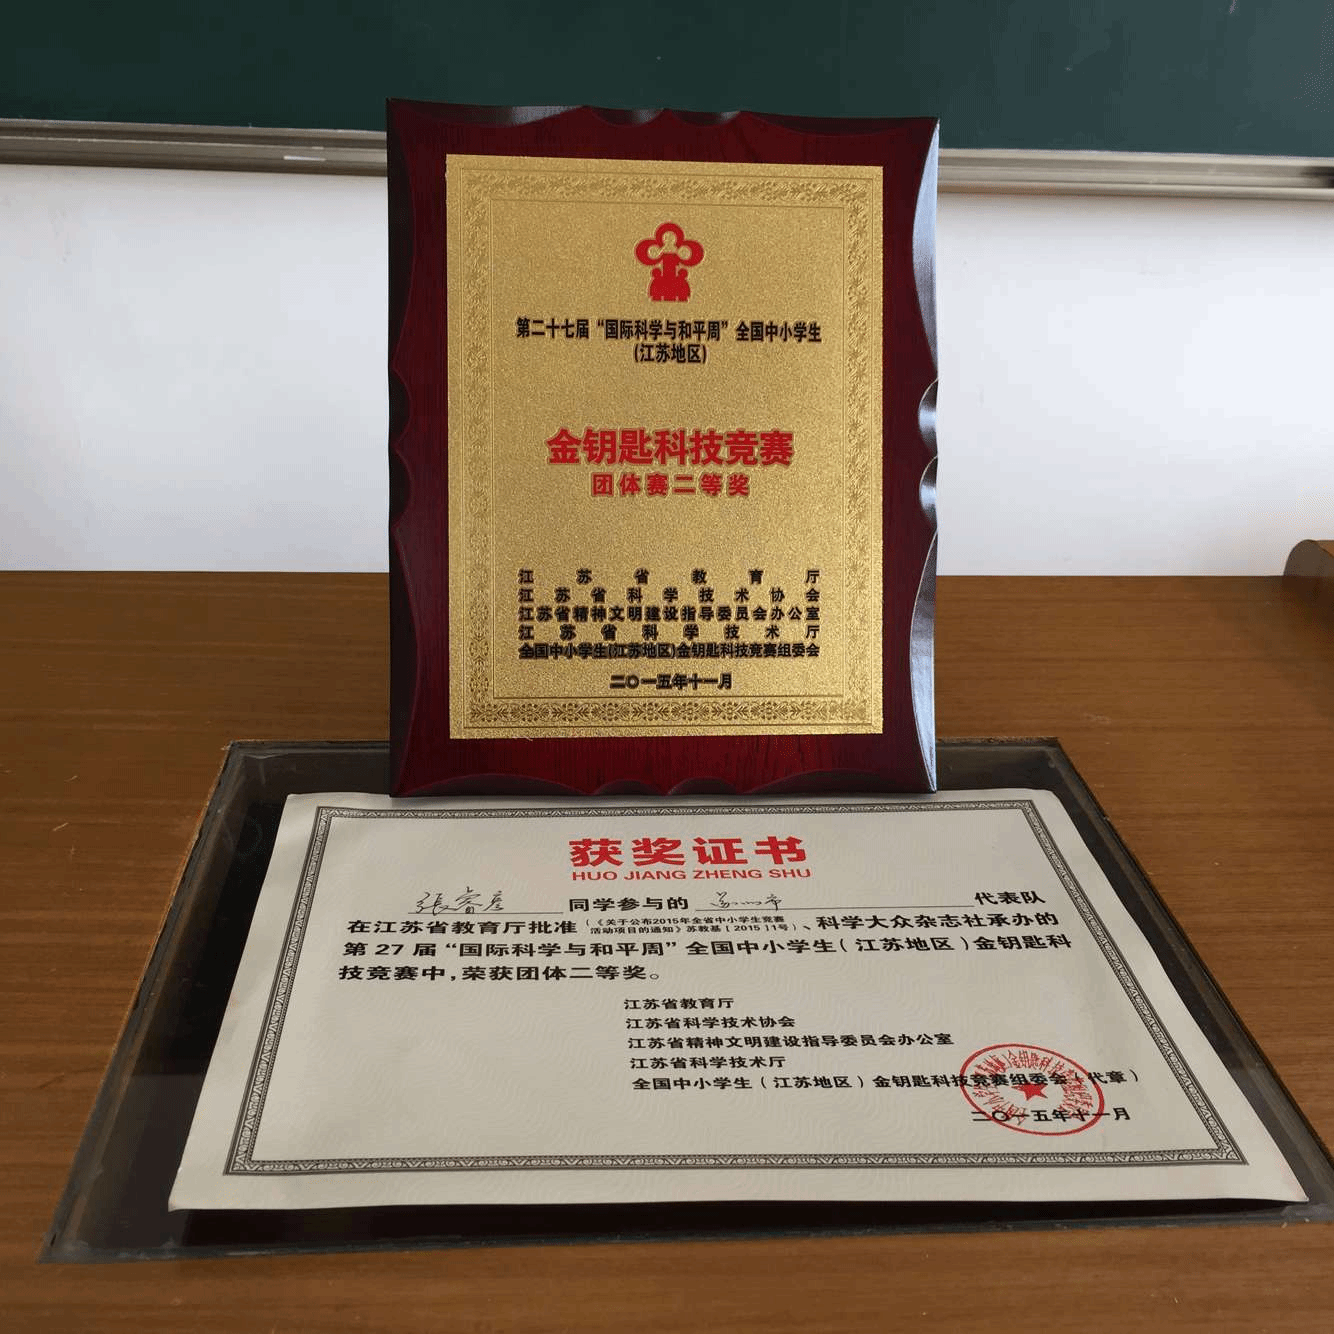 第二十七届“国际科学与和平周”全国中小学生
(江苏地区)
金钥匙科技竞赛
团体赛二等奖
江苏省教育厅
江苏省科学技术协会
江苏省精神文明建设指导委员会办公室
江苏省科学技术厅
全国中小学生(江苏地区)金钥匙科技竞赛组委会
二〇一五年十一月
获奖证书
HUO JIANG ZHENG SHU
張睿彦 同学参与的 苏州市 代表队
在江苏省教育厅批准（《关于公布2015年全省中小学生竞赛活动项目的通知》苏教基［2015］1号）、科学大众杂志社承办的
第27届“国际科学与和平周”全国中小学生（江苏地区）金钥匙科
技竞赛中，荣获团体二等奖。
江苏省教育厅
江苏省科学技术协会
江苏省精神文明建设指导委员会办公室
江苏省科学技术厅
全国中小学生（江苏地区）金钥匙科技竞赛组委会（代章）
二〇一五年十一月